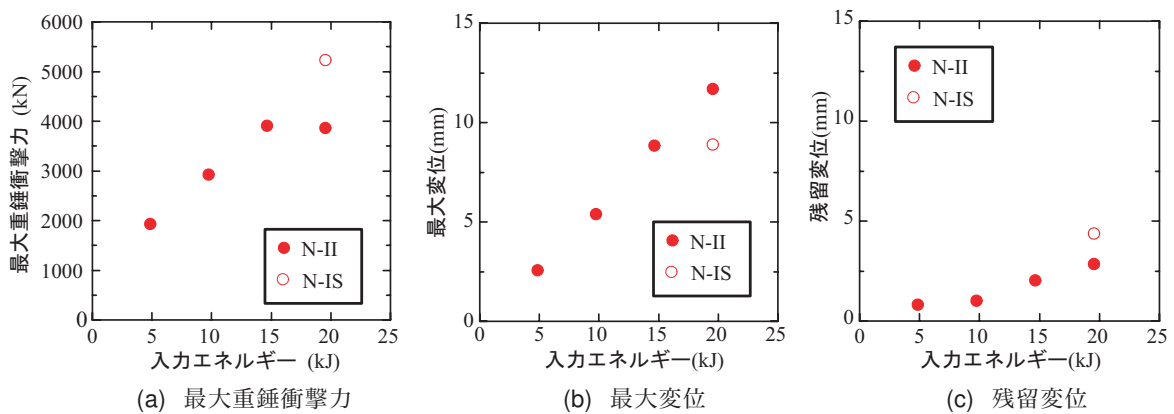 最大重錘衝撃力 (kN)
6000
5000
4000
3000
2000
1000
0
N-II
N-IS
0 5 10 15 20 25
入力エネルギー (kJ)
(a) 最大重錘衝撃力
最大変位(mm)
15
10
5
0
N-II
N-IS
0 5 10 15 20 25
入力エネルギー(kJ)
(b) 最大変位
残留変位(mm)
15
10
5
0
N-II
N-IS
0 5 10 15 20 25
入力エネルギー(kJ)
(c) 残留変位